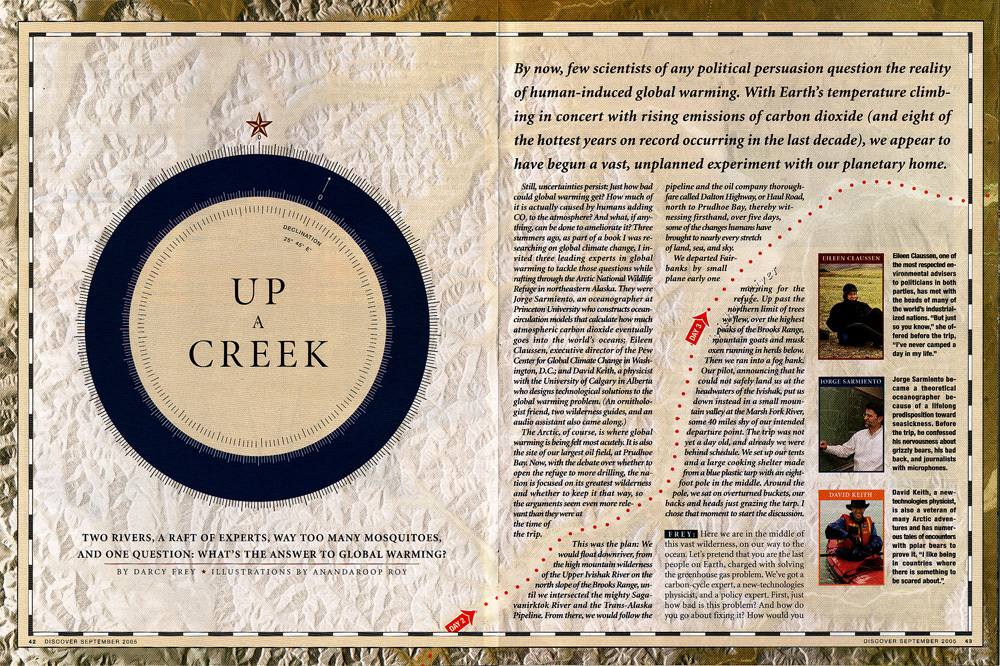 0
0
DECLINATION
25° 45' E
UP
A
CREEK
TWO RIVERS, A RAFT OF EXPERTS, WAY TOO MANY MOSQUITOES,
AND ONE QUESTION: WHAT'S THE ANSWER TO GLOBAL WARMING?
BY DARCY FREY ★ ILLUSTRATIONS BY ANANDAROOP ROY
42 DISCOVER SEPTEMBER 2005
DAY 2
By now, few scientists of any political persuasion question the reality
of human-induced global warming. With Earth's temperature climb-
ing in concert with rising emissions of carbon dioxide (and eight of
the hottest years on record occurring in the last decade), we appear to
have begun a vast, unplanned experiment with our planetary home.
Still, uncertainties persist: Just how bad
could global warming get? How much of
it is actually caused by humans adding
CO₂ to the atmosphere? And what, if any-
thing, can be done to ameliorate it? Three
summers ago, as part of a book I was re-
searching on global climate change, I in-
vited three leading experts in global
warming to tackle those questions while
rafting through the Arctic National Wildlife
Refuge in northeastern Alaska. They were
Jorge Sarmiento, an oceanographer at
Princeton University who constructs ocean-
circulation models that calculate how much
atmospheric carbon dioxide eventually
goes into the world's oceans; Eileen
Claussen, executive director of the Pew
Center for Global Climate Change in Wash-
ington, D.C.; and David Keith, a physicist
with the University of Calgary in Alberta
who designs technological solutions to the
global warming problem. (An ornitholo-
gist friend, two wilderness guides, and an
audio assistant also came along.)
The Arctic, of course, is where global
warming is being felt most acutely. It is also
the site of our largest oil field, at Prudhoe
Bay. Now, with the debate over whether to
open the refuge to more drilling, the na-
tion is focused on its greatest wilderness
and whether to keep it that way, so
the arguments seem even more rele-
vant than they were at
the time of
the trip.
This was the plan: We
would float downriver, from
the high mountain wilderness
of the Upper Ivishak River on the
north slope of the Brooks Range, un-
til we intersected the mighty Saga-
vanirktok River and the Trans-Alaska
Pipeline. From there, we would follow the
pipeline and the oil company thorough-
fare called Dalton Highway, or Haul Road,
north to Prudhoe Bay, thereby wit-
nessing firsthand, over five days,
some of the changes humans have
brought to nearly every stretch
of land, sea, and sky.
We departed Fair-
banks by small
plane early one
morning for the
refuge. Up past the
northern limit of trees
we flew, over the highest
peaks of the Brooks Range,
mountain goats and musk
oxen running in herds below.
Then we ran into a fog bank.
Our pilot, announcing that he
could not safely land us at the
headwaters of the Ivishak, put us
down instead in a small moun-
tain valley at the Marsh Fork River,
some 40 miles shy of our intended
departure point. The trip was not
yet a day old, and already we were
behind schedule. We set up our tents
and a large cooking shelter made
from a blue plastic tarp with an eight-
foot pole in the middle. Around the
pole, we sat on overturned buckets, our
backs and heads just grazing the tarp. I
chose that moment to start the discussion.
FREY: Here we are in the middle of
this vast wilderness, on our way to the
ocean. Let's pretend that you are the last
people on Earth, charged with solving
the greenhouse gas problem. We've got a
carbon-cycle expert, a new-technologies
physicist, and a policy expert. First, just
how bad is this problem? And how do
you go about fixing it? How would you
DAY 3
EILEEN CLAUSSEN
Eileen Claussen, one of
the most respected en-
vironmental advisers
to politicians in both
parties, has met with
the heads of many of
the world's industrial-
ized nations. "But just
so you know," she of-
fered before the trip,
"I've never camped a
day in my life."
JORGE SARMIENTO
Jorge Sarmiento be-
came a theoretical
oceanographer be-
cause of a lifelong
predisposition toward
seasickness. Before
the trip, he confessed
his nervousness about
grizzly bears, his bad
back, and journalists
with microphones.
DAVID KEITH
David Keith, a new-
technologies physicist,
is also a veteran of
many Arctic adven-
tures and has numer-
ous tales of encounters
with polar bears to
prove it. "I like being
in countries where
there is something to
be scared about."
DISCOVER SEPTEMBER 2005 43